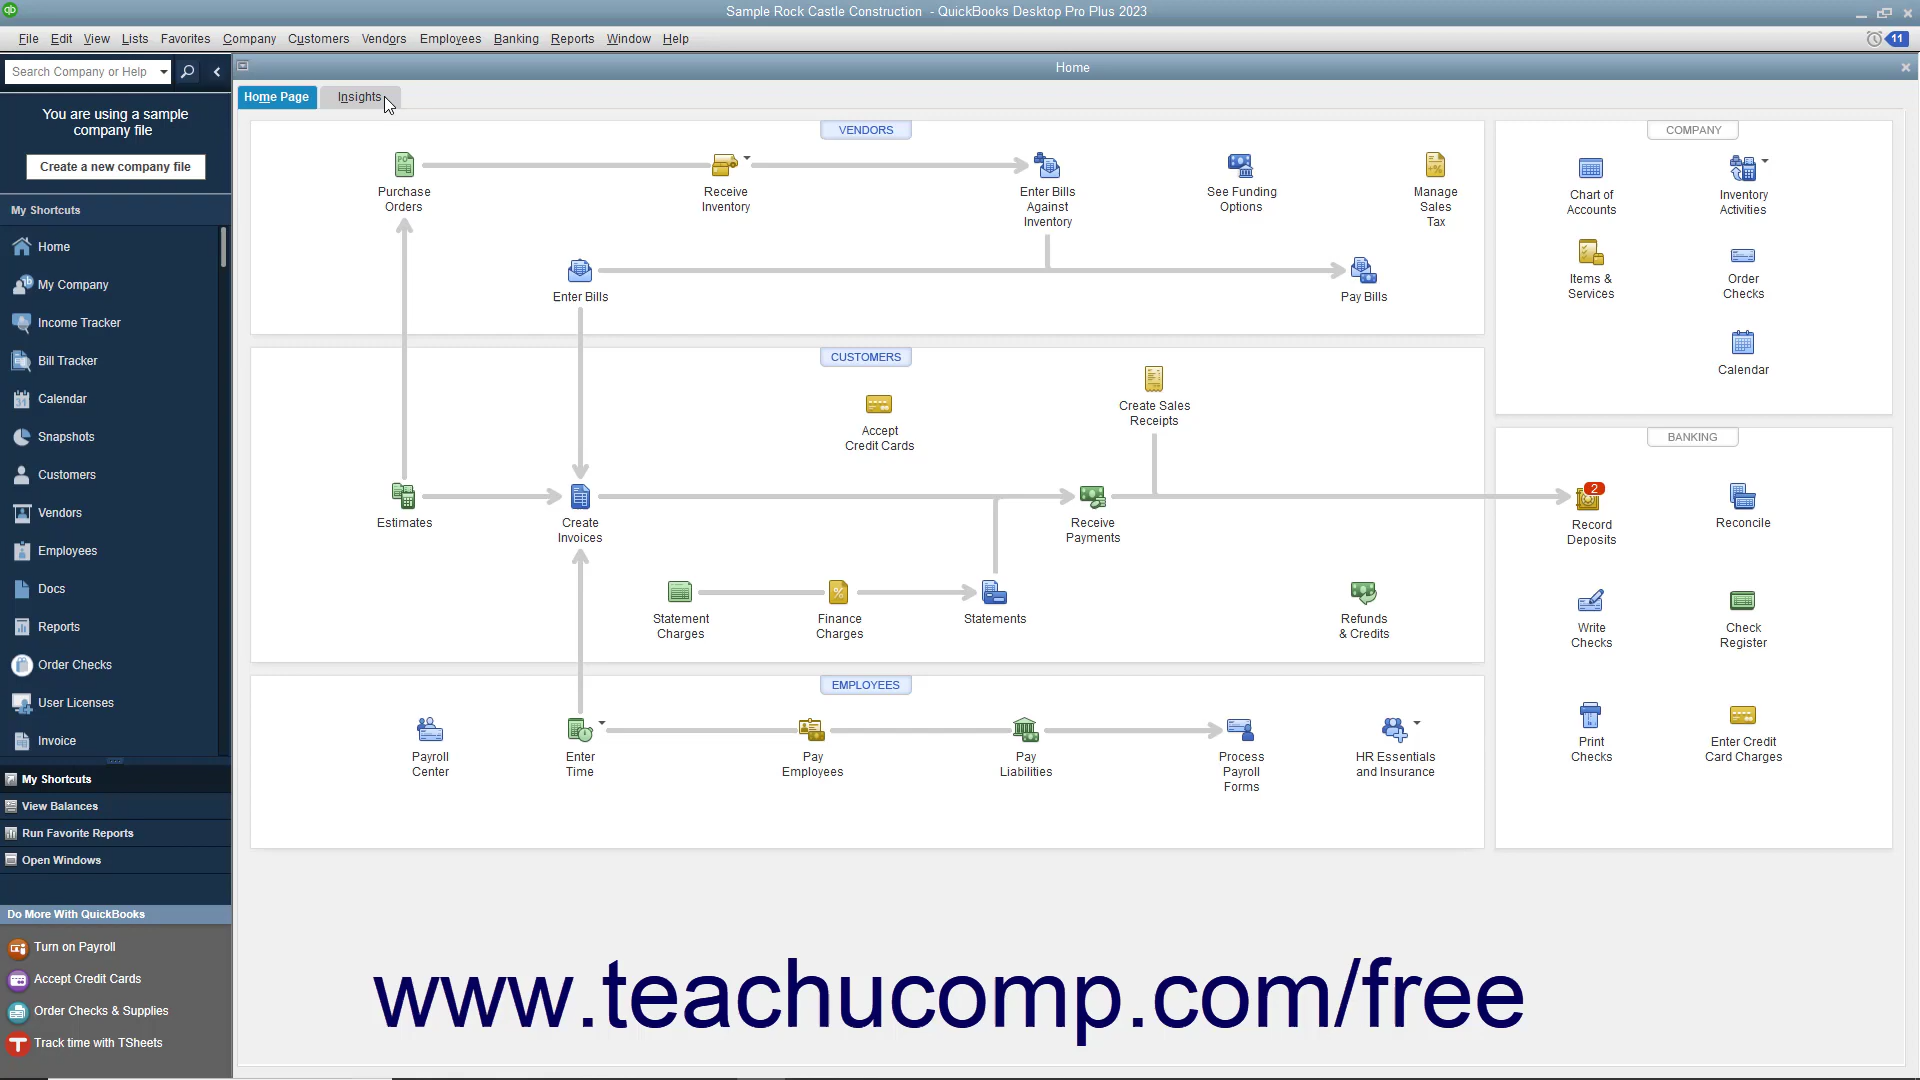 Sample Rock Castle Construction - QuickBooks Desktop Pro Plus 2023
File Edit View Lists Favorites Company Customers Vendors Employees Banking Reports Window Help
11
Search Company or Help
Home
You are using a sample
company file
Create a new company file
My Shortcuts
Home
My Company
Income Tracker
Bill Tracker
Calendar
Snapshots
Customers
Vendors
Employees
Docs
Reports
Order Checks
User Licenses
Invoice
My Shortcuts
View Balances
Run Favorite Reports
Open Windows
Do More With QuickBooks
Turn on Payroll
Accept Credit Cards
Order Checks & Supplies
Track time with TSheets
Home Page Insights
VENDORS
Purchase
Orders
Receive
Inventory
Enter Bills
Against
Inventory
See Funding
Options
Manage
Sales
Tax
Enter Bills
Pay Bills
CUSTOMERS
Accept
Credit Cards
Create Sales
Receipts
Estimates
Create
Invoices
Receive
Payments
Statement
Charges
Finance
Charges
Statements
Refunds
& Credits
EMPLOYEES
Payroll
Center
Enter
Time
Pay
Employees
Pay
Liabilities
Process
Payroll
Forms
HR Essentials
and Insurance
COMPANY
Chart of
Accounts
Inventory
Activities
Items &
Services
Order
Checks
Calendar
BANKING
2
Record
Deposits
Reconcile
Write
Checks
Check
Register
Print
Checks
Enter Credit
Card Charges
www.teachucomp.com/free